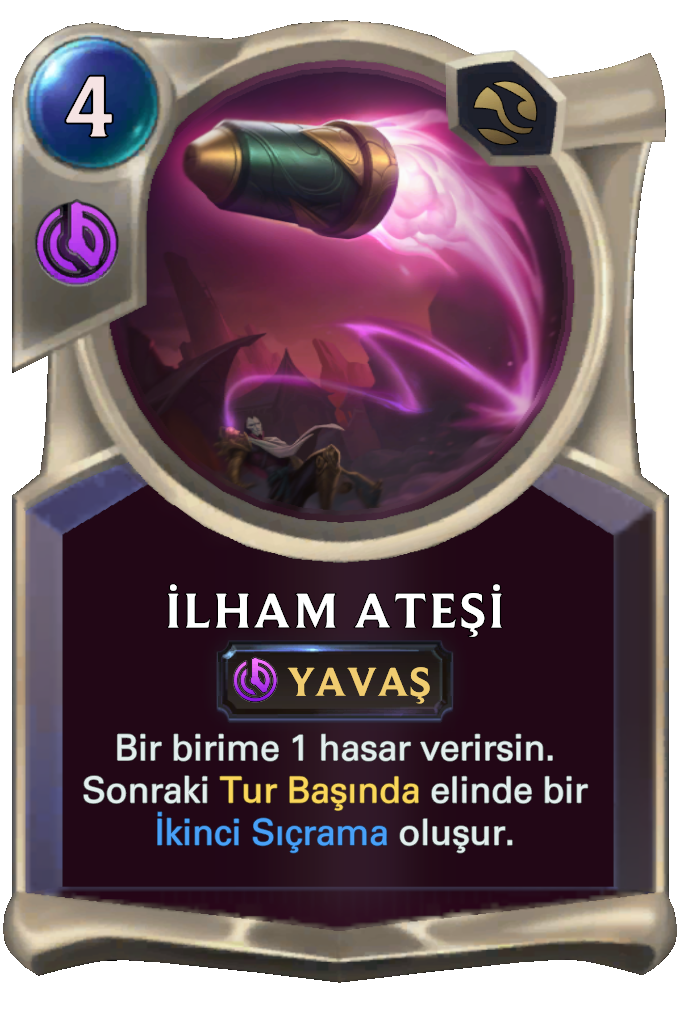 4
İLHAM ATEŞİ
YAVAŞ
Bir birime 1 hasar verirsin.
Sonraki Tur Başında elinde bir
İkinci Sıçrama oluşur.